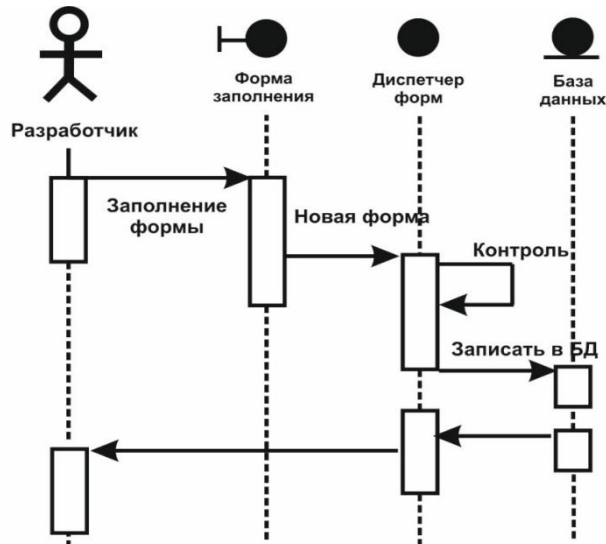 Разработчик
Форма
заполнения
Диспетчер
форм
База
данных
Заполнение
формы
Новая форма
Контроль
Записать в БД